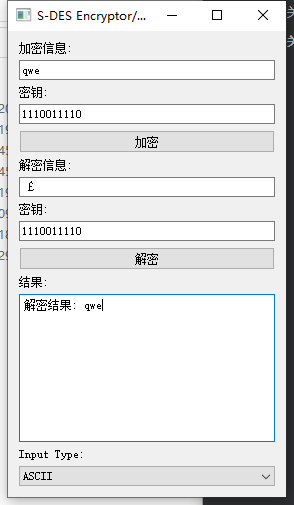 S-DES Encryptor/...
加密信息:
qwe
密钥:
1110011110
加密
解密信息:
£
密钥:
1110011110
解密
结果:
解密结果: qwe
Input Type:
ASCII